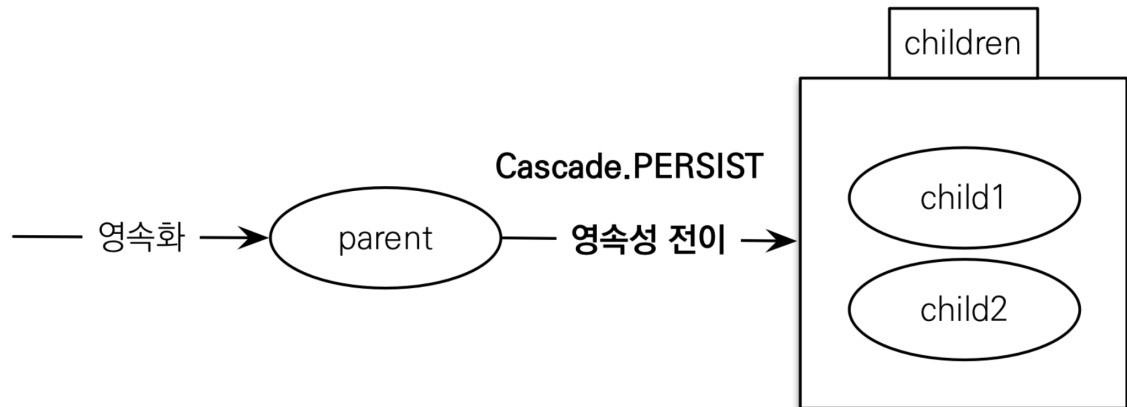 children
Cascade.PERSIST
child1
영속화
parent
영속성 전이
child2